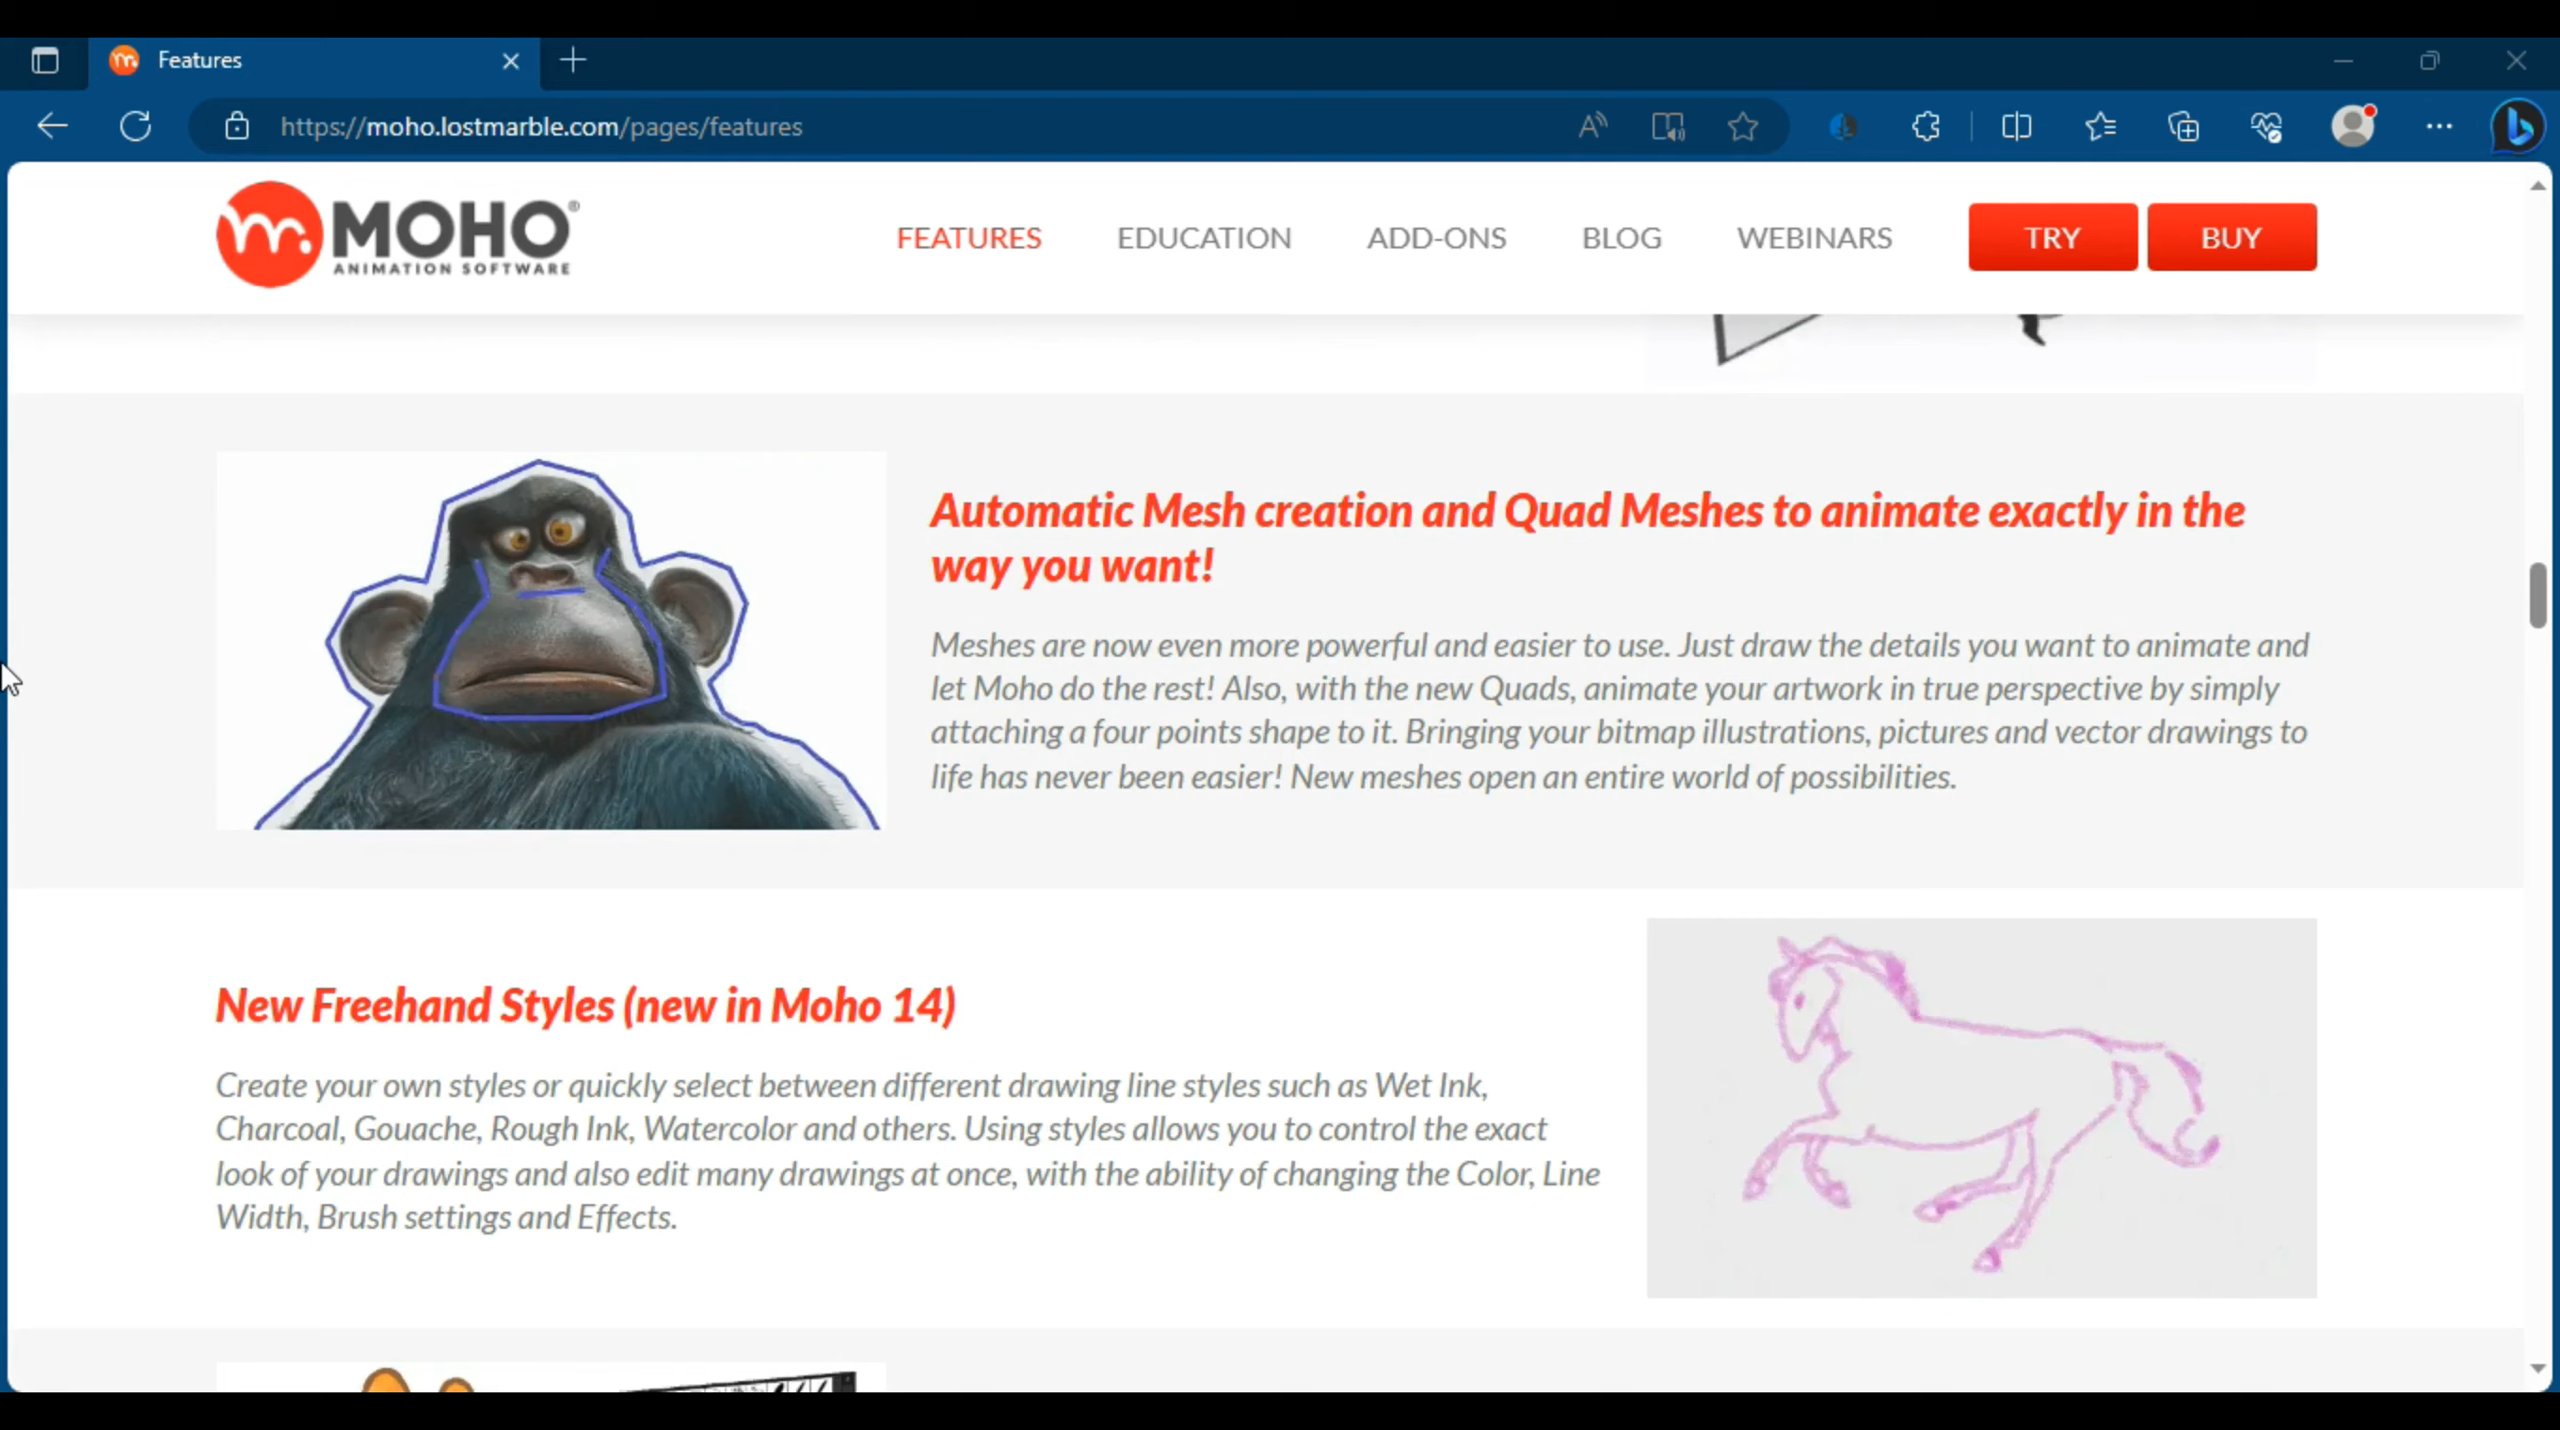 Features
https://moho.lostmarble.com/pages/features
m. MOHO®
ANIMATION SOFTWARE
FEATURES EDUCATION ADD-ONS BLOG WEBINARS TRY BUY
Automatic Mesh creation and Quad Meshes to animate exactly in the
way you want!
Meshes are now even more powerful and easier to use. Just draw the details you want to animate and
let Moho do the rest! Also, with the new Quads, animate your artwork in true perspective by simply
attaching a four points shape to it. Bringing your bitmap illustrations, pictures and vector drawings to
life has never been easier! New meshes open an entire world of possibilities.
New Freehand Styles (new in Moho 14)
Create your own styles or quickly select between different drawing line styles such as Wet Ink,
Charcoal, Gouache, Rough Ink, Watercolor and others. Using styles allows you to control the exact
look of your drawings and also edit many drawings at once, with the ability of changing the Color, Line
Width, Brush settings and Effects.